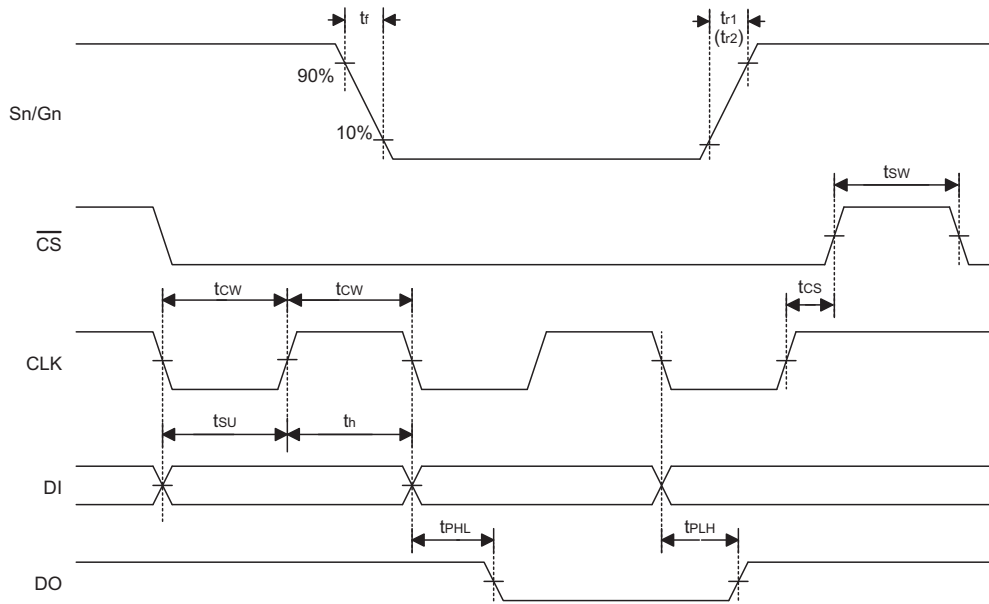 tf
tr1
(tr2)
90%
Sn/Gn
10%
tSW
CS
tCW
tCW
tCS
CLK
tSU
th
DI
tPHL
tPLH
DO